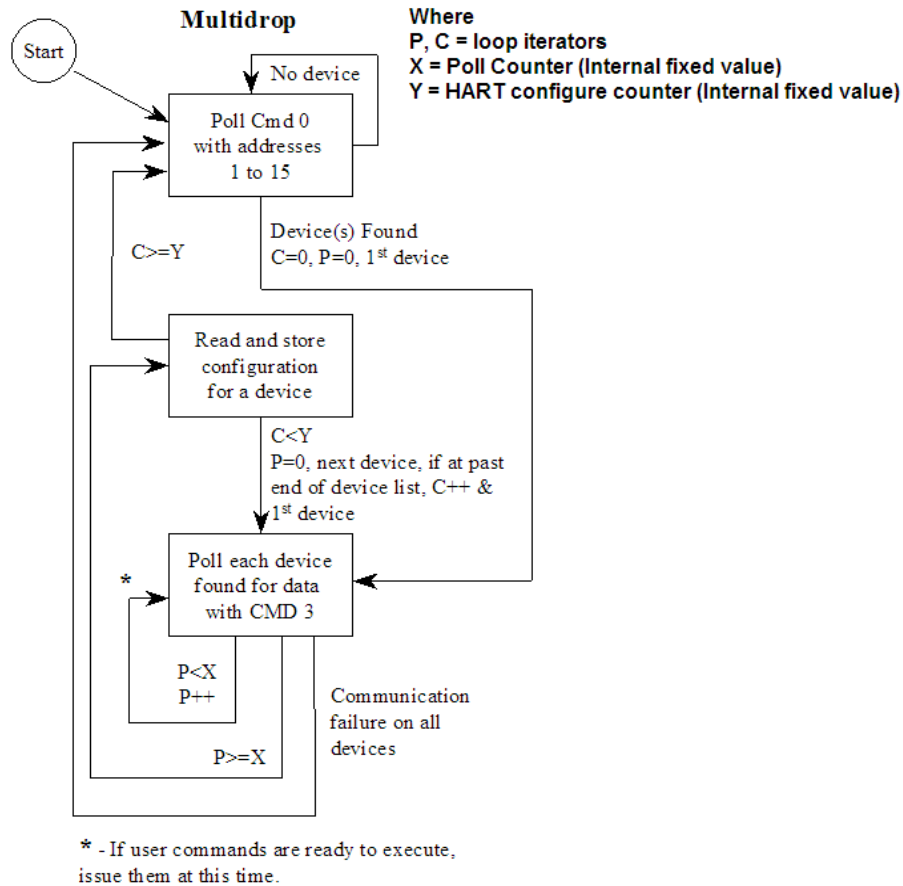 Multidrop
Where
P, C = loop iterators
X = Poll Counter (Internal fixed value)
Y = HART configure counter (Internal fixed value)
Start
No device
Poll Cmd 0
with addresses
1 to 15
Device(s) Found
C=0, P=0, 1st device
C>=Y
Read and store
configuration
for a device
C<Y
P=0, next device, if at past
end of device list, C++ &
1st device
Poll each device
found for data
with CMD 3
*
P<X
P++
Communication
failure on all
devices
P>=X
* - If user commands are ready to execute,
issue them at this time.